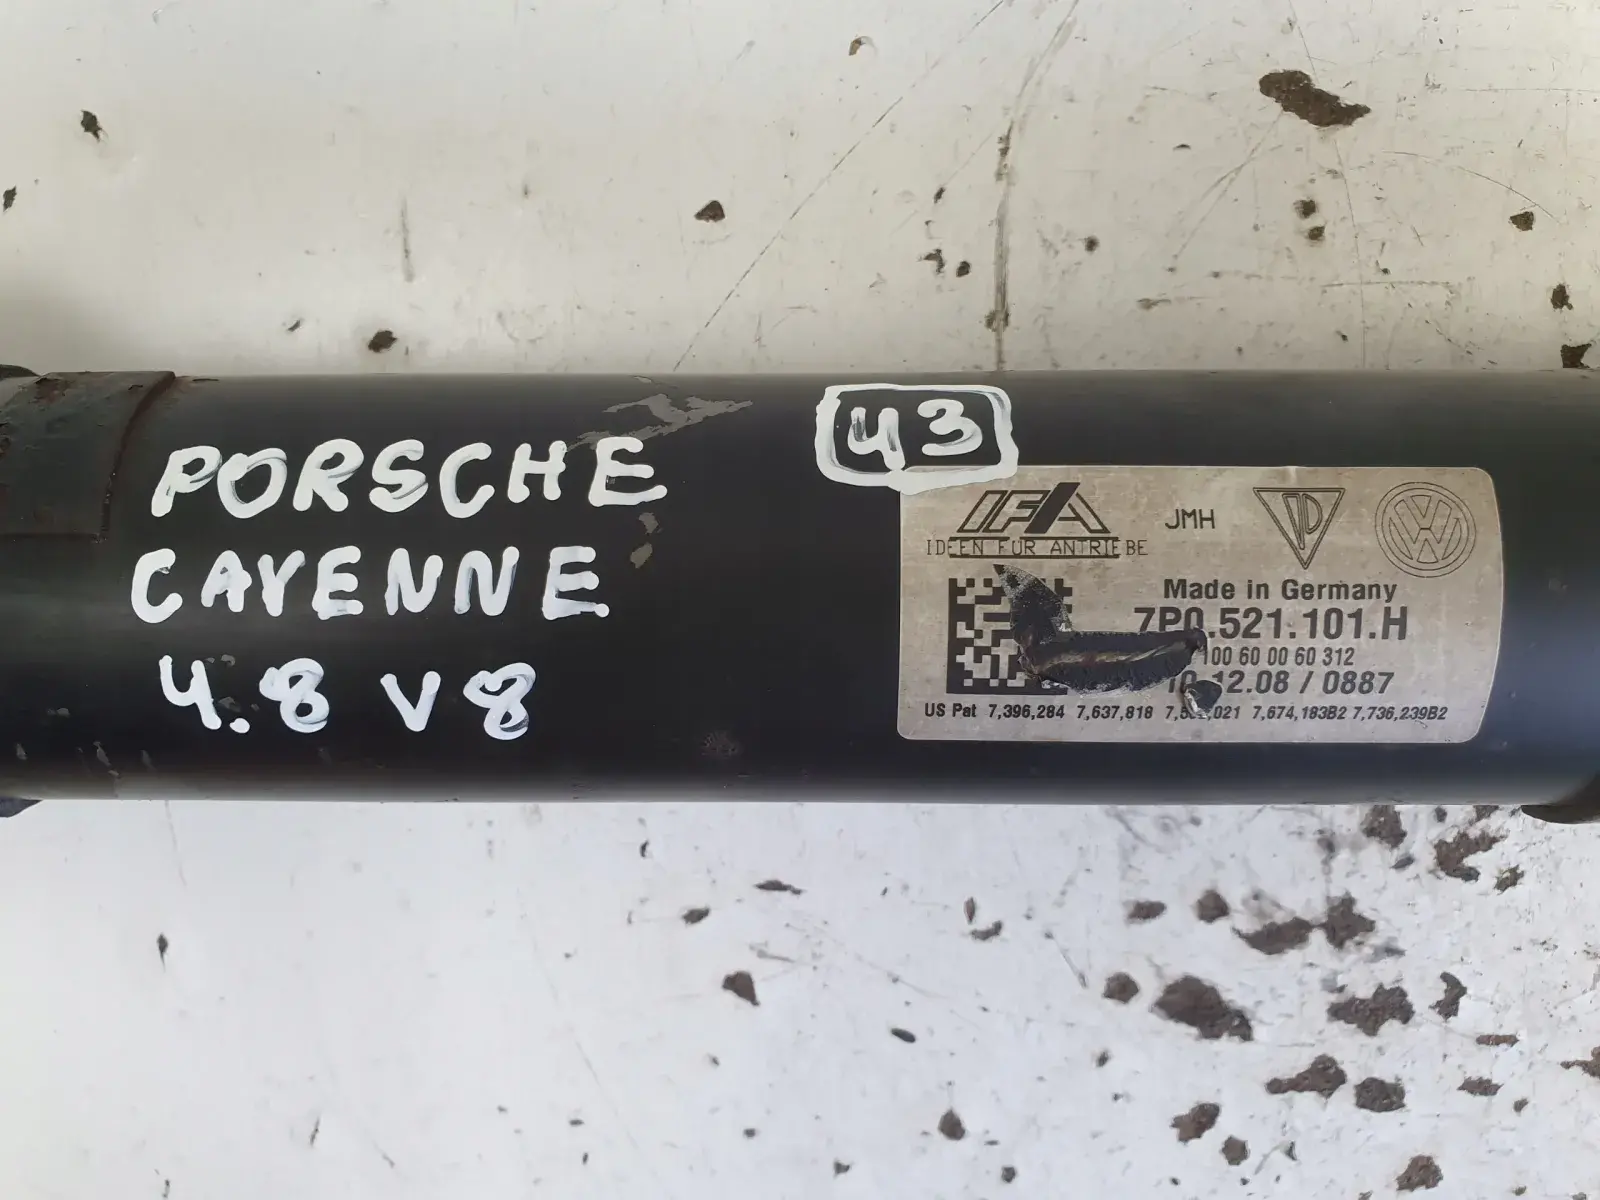 PORSCHE
CAYENNE
4.8 V8
43
IFA
IDEEN FÜR ANTRIEBE
JMH
Made in Germany
7P0.521.101.H
100 60 00 60 312
12.08 / 0887
US Pat 7,396,284 7,637,818 7,674,183B2 7,736,239B2